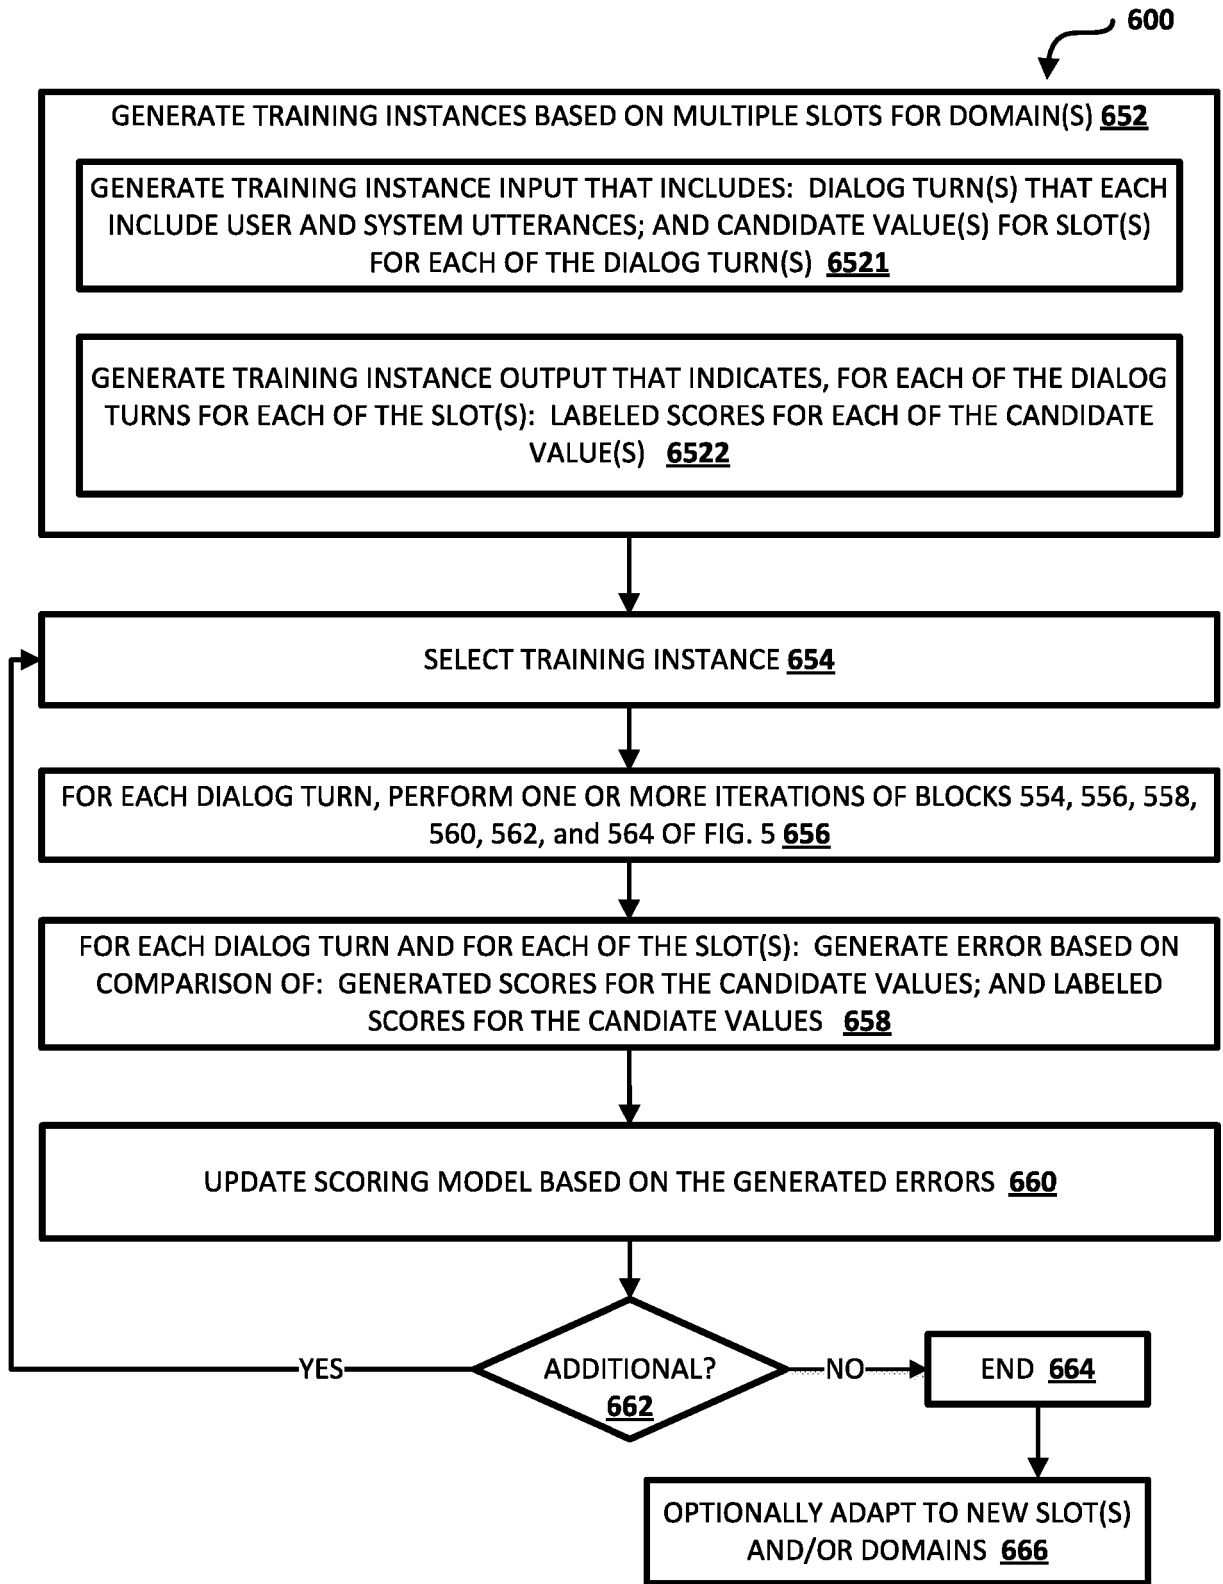 600
GENERATE TRAINING INSTANCES BASED ON MULTIPLE SLOTS FOR DOMAIN(S) 652
GENERATE TRAINING INSTANCE INPUT THAT INCLUDES: DIALOG TURN(S) THAT EACH
INCLUDE USER AND SYSTEM UTTERANCES; AND CANDIDATE VALUE(S) FOR SLOT(S)
FOR EACH OF THE DIALOG TURN(S) 6521
GENERATE TRAINING INSTANCE OUTPUT THAT INDICATES, FOR EACH OF THE DIALOG
TURNS FOR EACH OF THE SLOT(S): LABELED SCORES FOR EACH OF THE CANDIDATE
VALUE(S) 6522
SELECT TRAINING INSTANCE 654
FOR EACH DIALOG TURN, PERFORM ONE OR MORE ITERATIONS OF BLOCKS 554, 556, 558,
560, 562, and 564 OF FIG. 5 656
FOR EACH DIALOG TURN AND FOR EACH OF THE SLOT(S): GENERATE ERROR BASED ON
COMPARISON OF: GENERATED SCORES FOR THE CANDIDATE VALUES; AND LABELED
SCORES FOR THE CANDIATE VALUES 658
UPDATE SCORING MODEL BASED ON THE GENERATED ERRORS 660
YES
ADDITIONAL?
662
NO
END 664
OPTIONALLY ADAPT TO NEW SLOT(S)
AND/OR DOMAINS 666